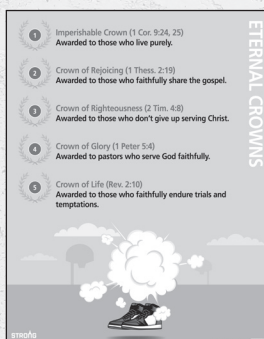 ETERNAL CROWNS
1
Imperishable Crown (1 Cor. 9:24, 25)
Awarded to those who live purely.
2
Crown of Rejoicing (1 Thess. 2:19)
Awarded to those who faithfully share the gospel.
3
Crown of Righteousness (2 Tim. 4:8)
Awarded to those who don't give up serving Christ.
4
Crown of Glory (1 Peter 5:4)
Awarded to pastors who serve God faithfully.
5
Crown of Life (Rev. 2:10)
Awarded to those who faithfully endure trials and
temptations.
STRONG